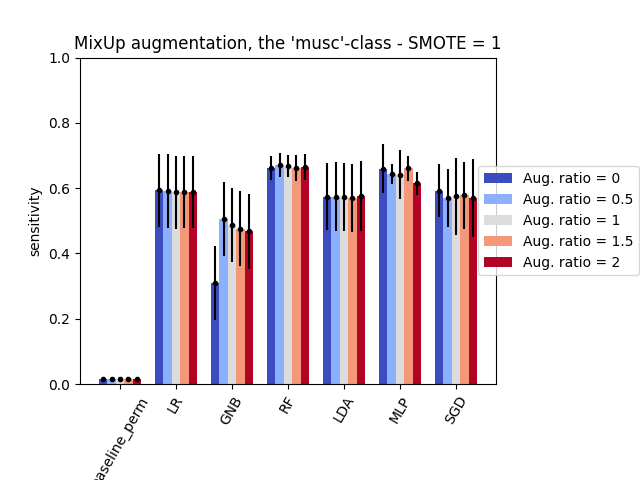 MixUp augmentation, the 'musc'-class - SMOTE = 1
1.0
0.8
0.6
0.4
0.2
0.0
sensitivity
Aug. ratio = 0
Aug. ratio = 0.5
Aug. ratio = 1
Aug. ratio = 1.5
Aug. ratio = 2
baseline_perm
LR
GNB
RF
LDA
MLP
SGD